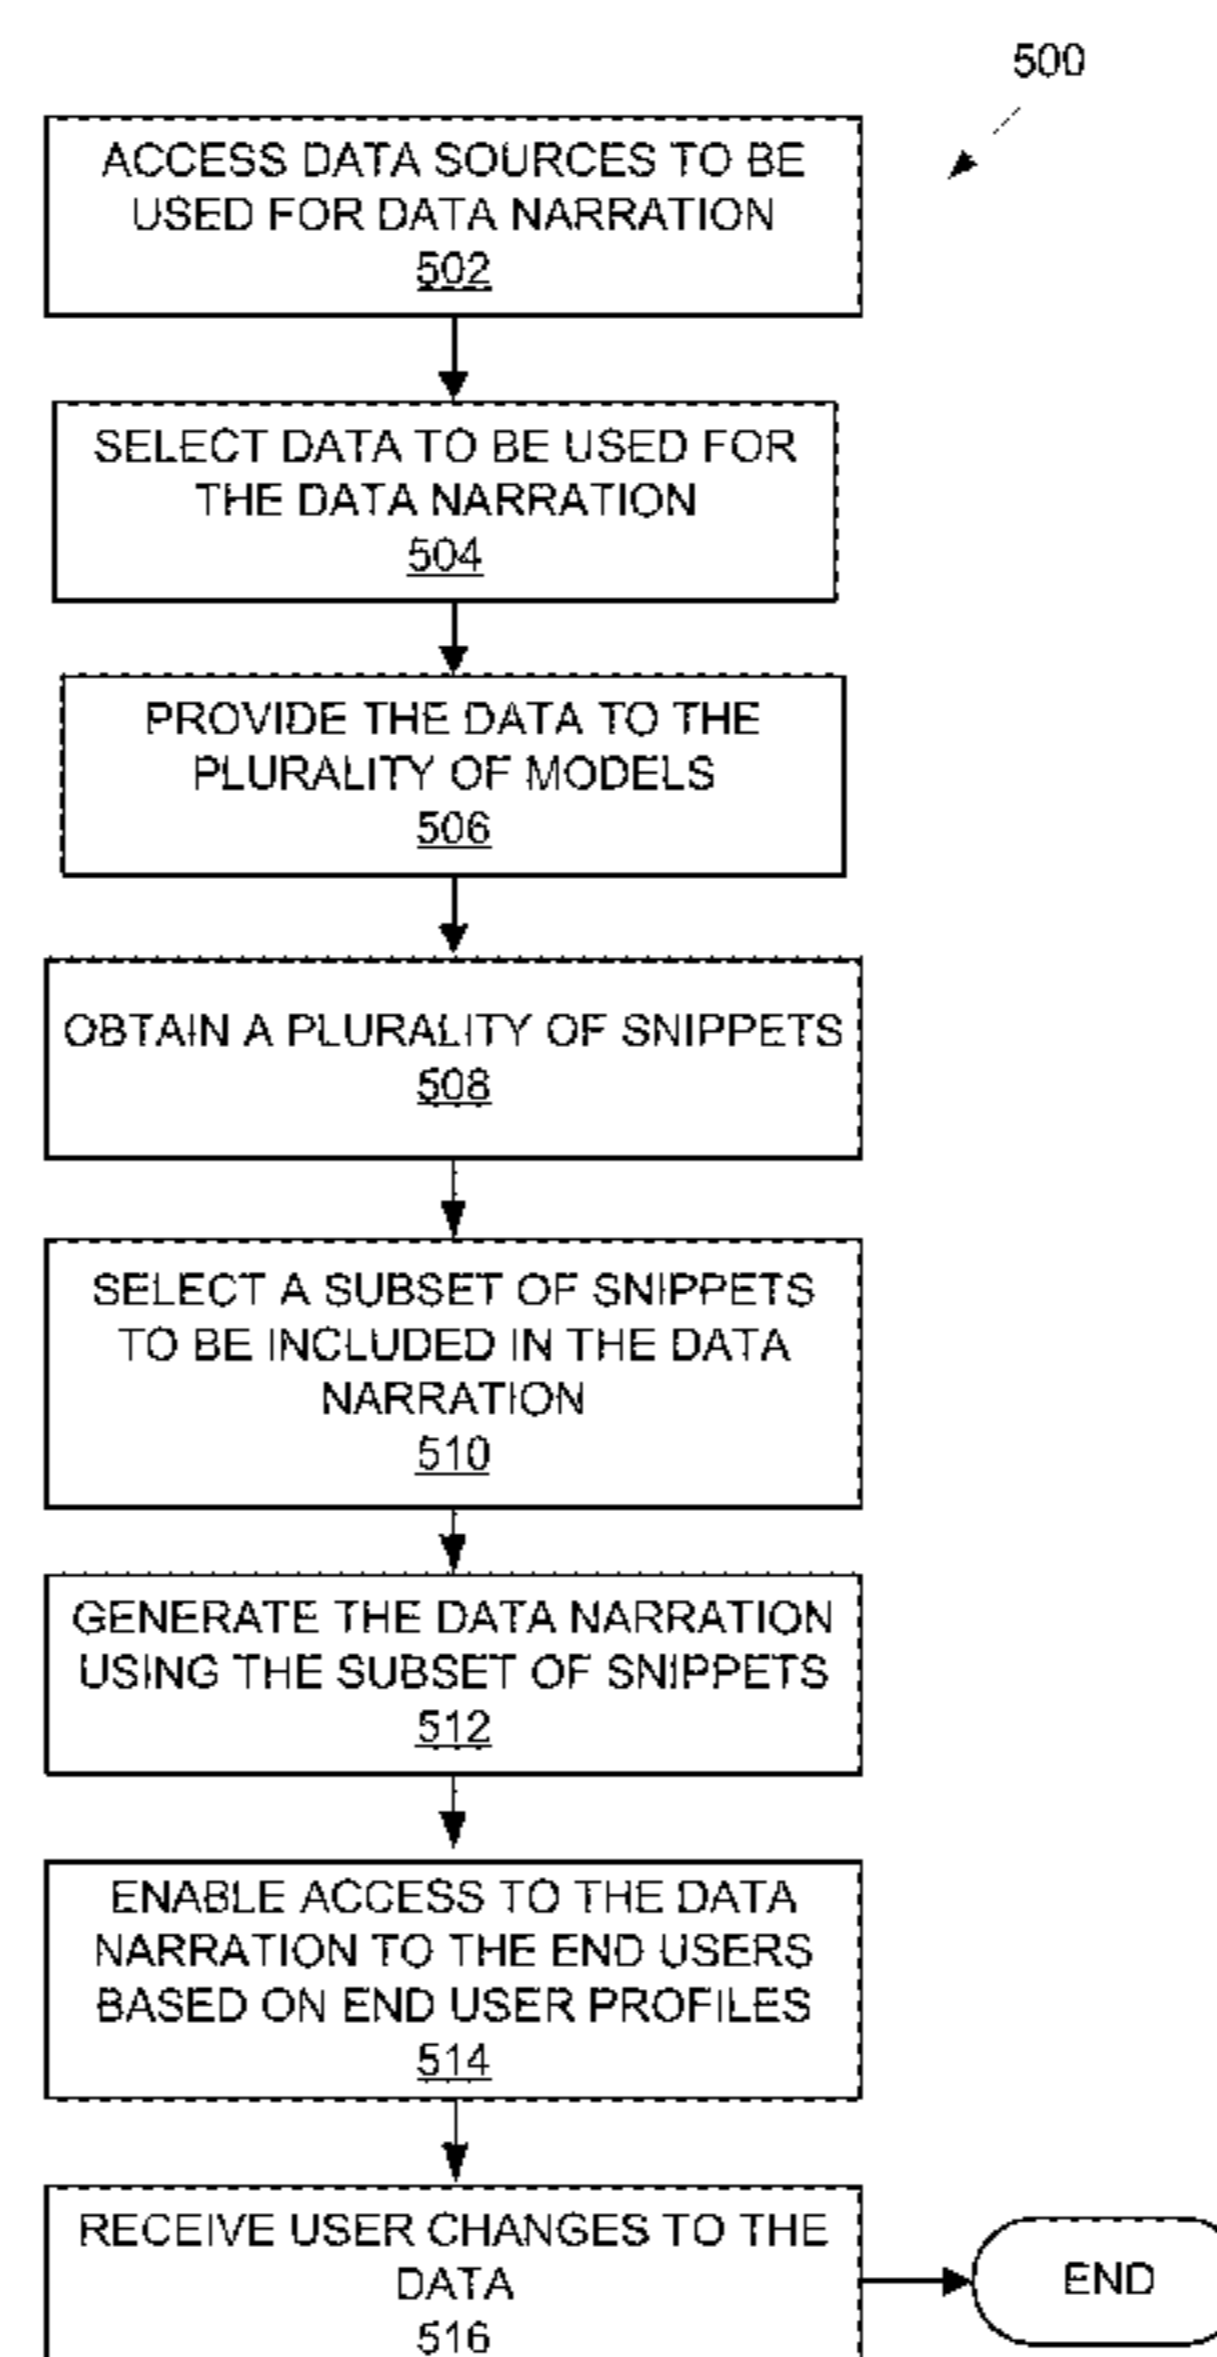 500
ACCESS DATA SOURCES TO BE
USED FOR DATA NARRATION
502
SELECT DATA TO BE USED FOR
THE DATA NARRATION
504
PROVIDE THE DATA TO THE
PLURALITY OF MODELS
506
OBTAIN A PLURALITY OF SNIPPETS
508
SELECT A SUBSET OF SNIPPETS
TO BE INCLUDED IN THE DATA
NARRATION
510
GENERATE THE DATA NARRATION
USING THE SUBSET OF SNIPPETS
512
ENABLE ACCESS TO THE DATA
NARRATION TO THE END USERS
BASED ON END USER PROFILES
514
RECEIVE USER CHANGES TO THE
DATA
516
END